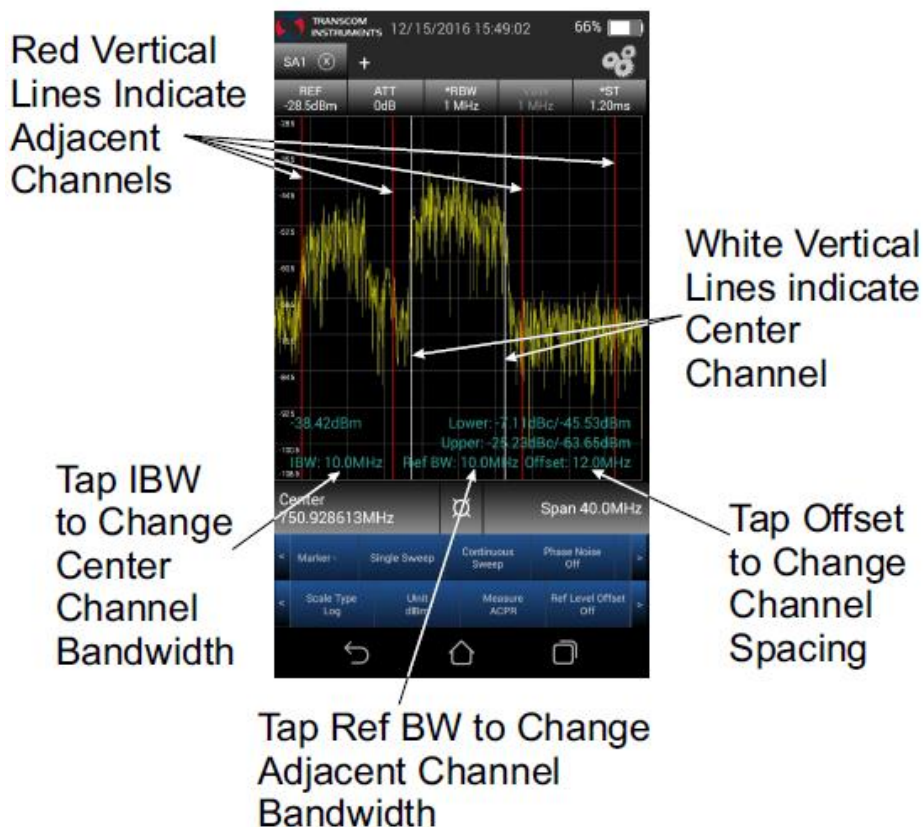 TRANSCOM
INSTRUMENTS 12/15/2016 15:49:02 66%
Red Vertical
Lines Indicate
Adjacent
Channels
SA1 +
REF ATT *RBW VBW *ST
-28.5dBm 0dB 1 MHz 1 MHz 1.20ms
White Vertical
Lines indicate
Center
Channel
-38.42dBm Lower: -7.11dBc/-45.53dBm
Upper: -25.23dBc/-63.65dBm
IBW: 10.0MHz Ref BW: 10.0MHz Offset: 12.0MHz
Center
750.928613MHz Span 40.0MHz
Marker - Single Sweep Continuous Sweep Phase Noise Off
Scale Type Log Unit dBm Measure ACPR Ref Level Offset Off
Tap IBW
to Change
Center
Channel
Bandwidth
Tap Offset
to Change
Channel
Spacing
Tap Ref BW to Change
Adjacent Channel
Bandwidth